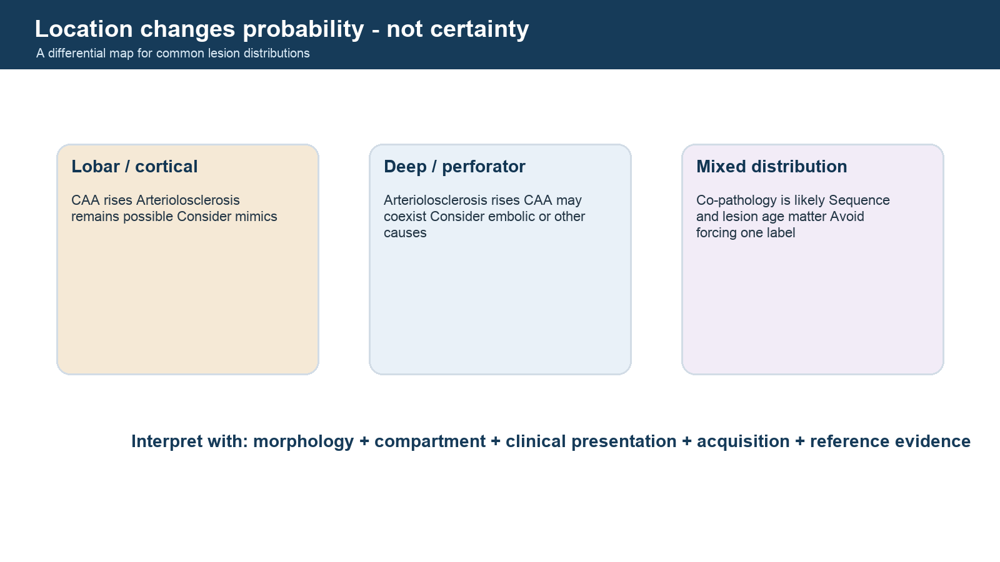 Location changes probability - not certainty
A differential map for common lesion distributions
Lobar / cortical
CAA rises Arteriolosclerosis
remains possible Consider mimics
Deep / perforator
Arteriolosclerosis rises CAA may
coexist Consider embolic or other
causes
Mixed distribution
Co-pathology is likely Sequence
and lesion age matter Avoid
forcing one label
Interpret with: morphology + compartment + clinical presentation + acquisition + reference evidence